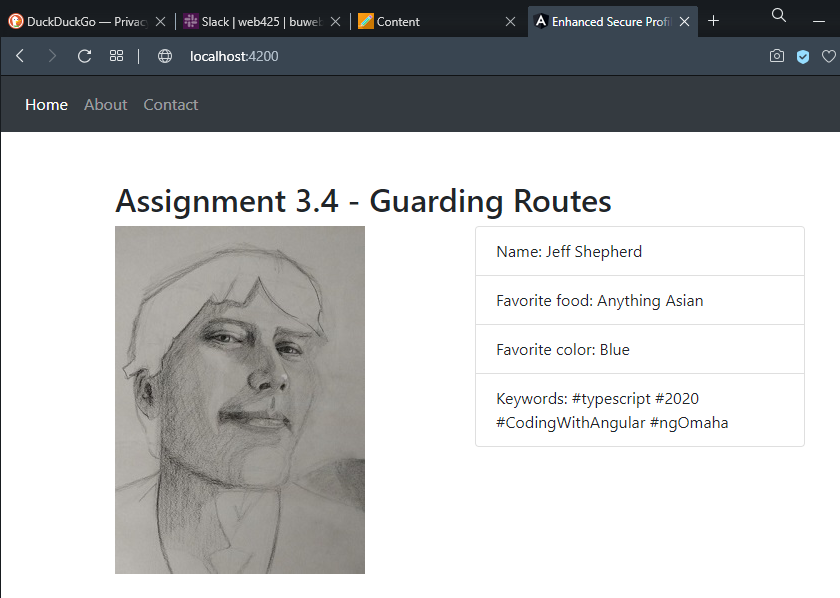 DuckDuckGo — Privac
Slack | web425 | buweb
Content
Enhanced Secure Profi
localhost:4200
Home About Contact
Assignment 3.4 - Guarding Routes
Name: Jeff Shepherd
Favorite food: Anything Asian
Favorite color: Blue
Keywords: #typescript #2020
#CodingWithAngular #ngOmaha